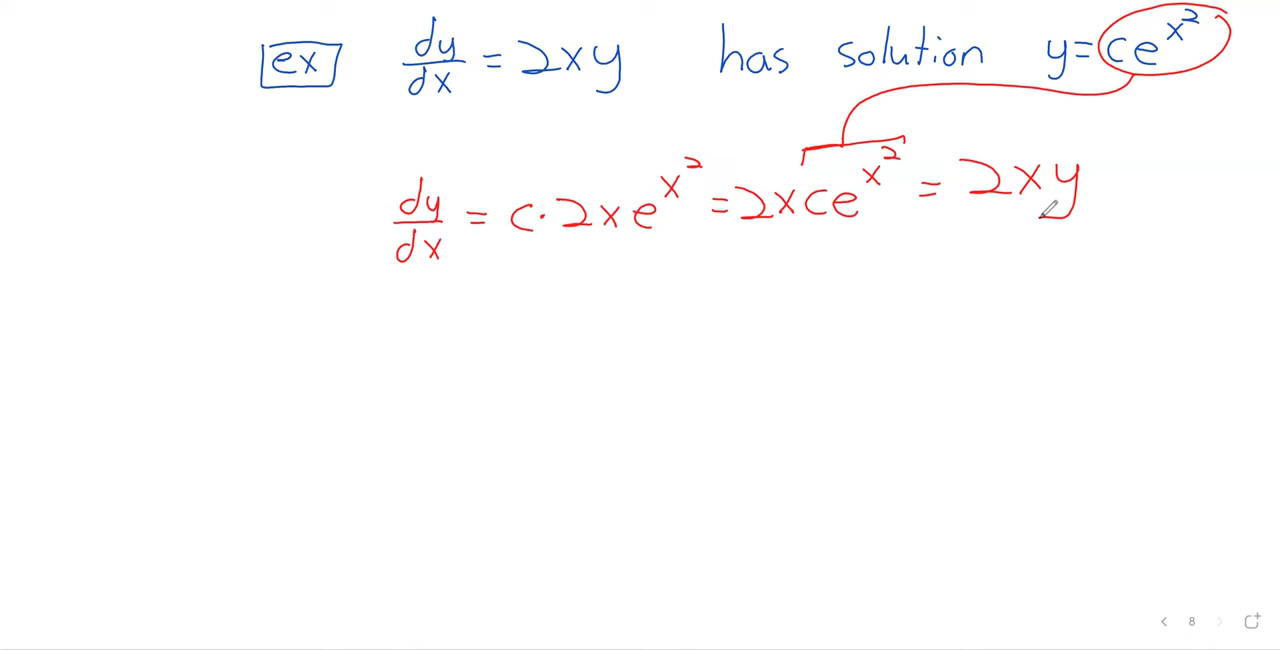 ex dy/dx = 2xy has solution y = ce^{x^2}
dy/dx = c · 2xe^{x^2} = 2xce^{x^2} = 2xy
8